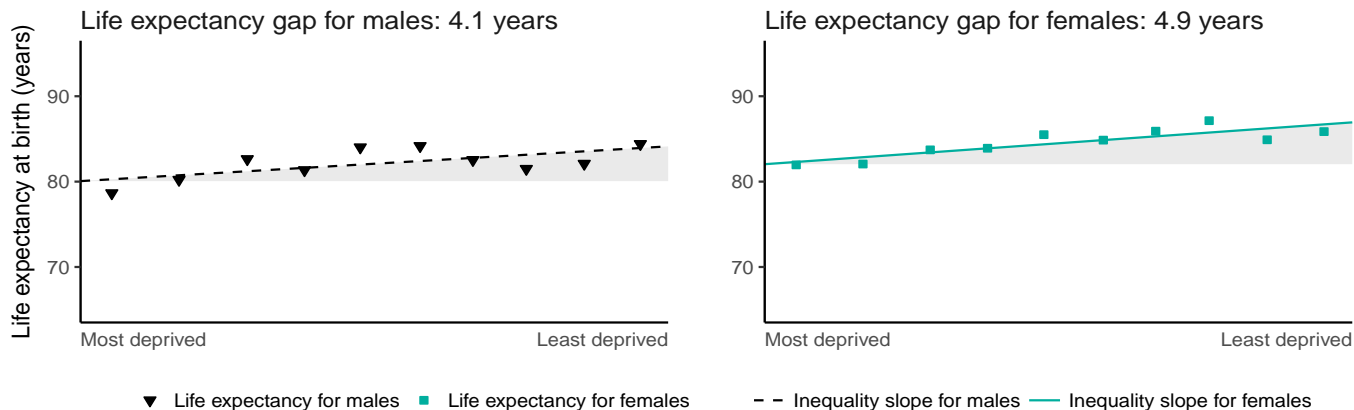 Life expectancy gap for males: 4.1 years
Life expectancy at birth (years)
90
80
70
Most deprived
Least deprived
Life expectancy gap for females: 4.9 years
90
80
70
Most deprived
Least deprived
Life expectancy for males
Life expectancy for females
Inequality slope for males
Inequality slope for females